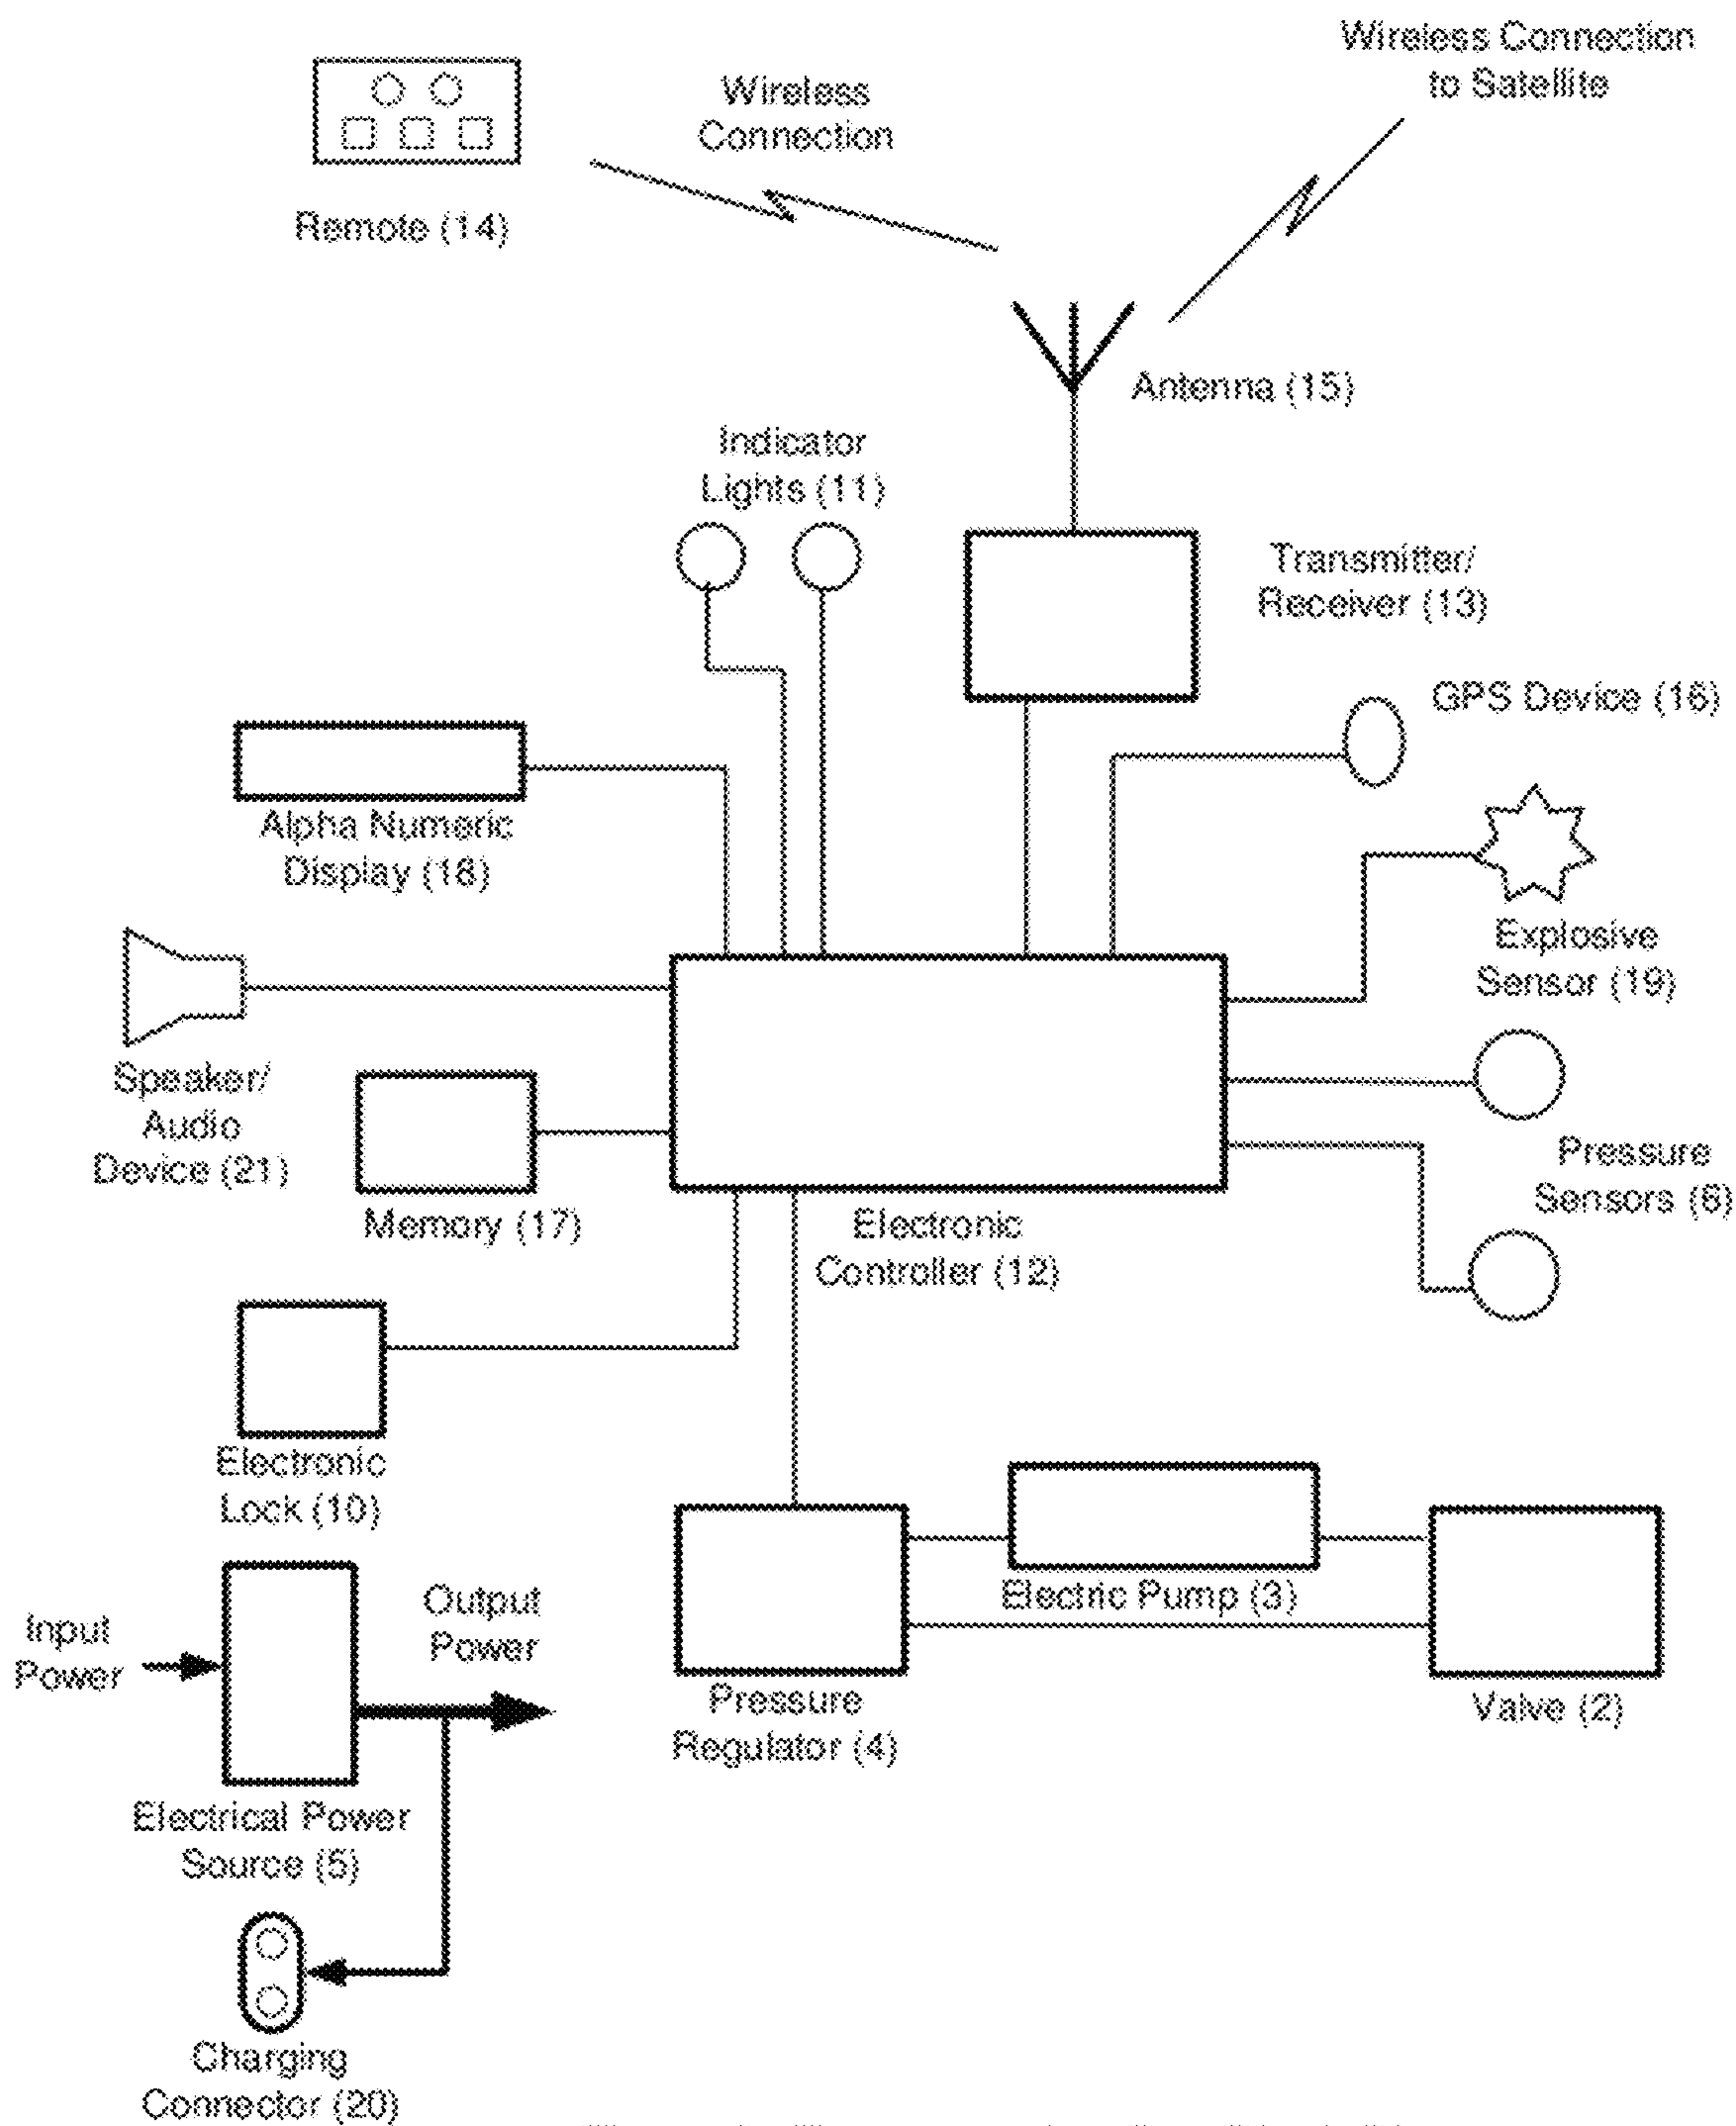 Wireless Connection
to Satellite
Wireless
Connection
Remote (14)
Antenna (15)
Indicator
Lights (11)
Transmitter/
Receiver (13)
GPS Device (16)
Alpha Numeric
Display (18)
Explosive
Sensor (19)
Speaker/
Audio
Device (21)
Memory (17)
Pressure
Sensors (6)
Electronic
Controller (12)
Electronic
Lock (10)
Input
Power
Output
Power
Electric Pump (3)
Pressure
Regulator (4)
Valve (2)
Electrical Power
Source (5)
Charging
Connector (20)